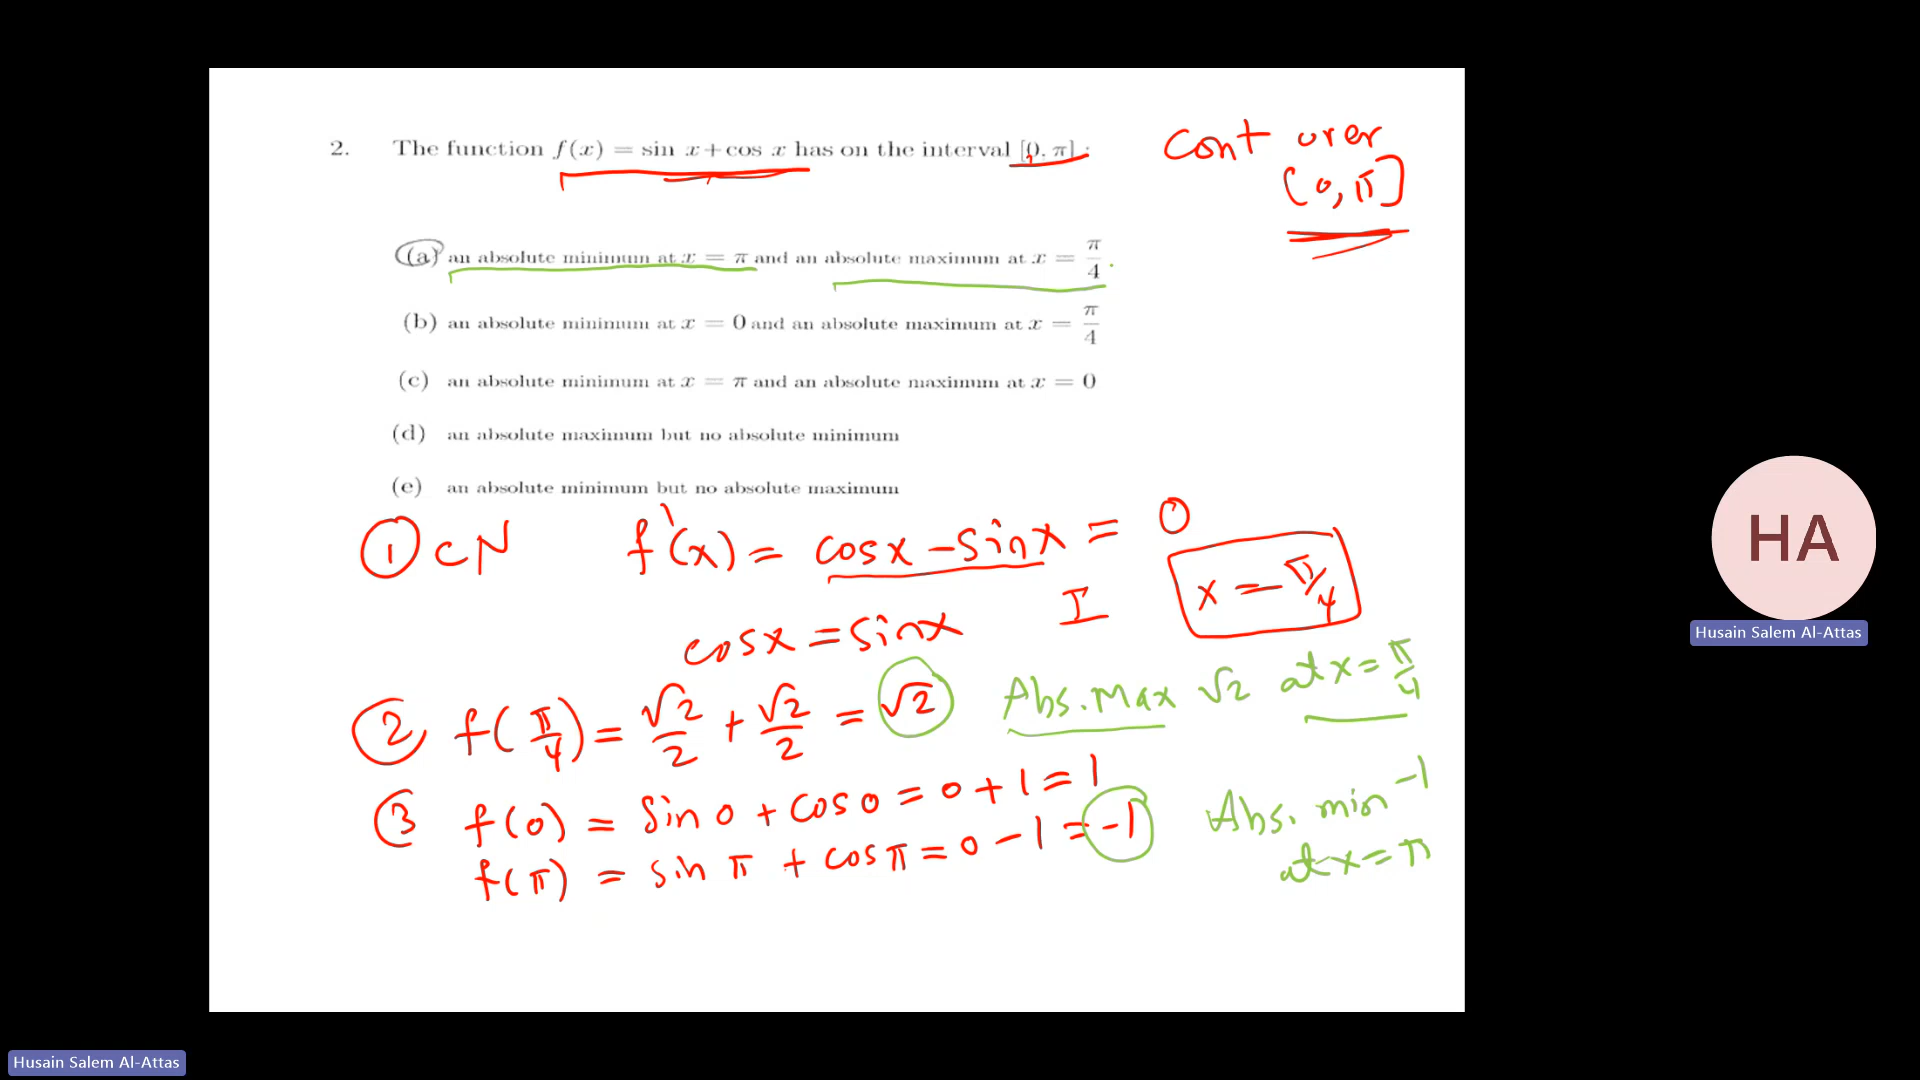 2. The function f(x) = sin x + cos x has on the interval [0, π] :
cont over
[0, π]
(a) an absolute minimum at x = π and an absolute maximum at x = π/4.
(b) an absolute minimum at x = 0 and an absolute maximum at x = π/4
(c) an absolute minimum at x = π and an absolute maximum at x = 0
(d) an absolute maximum but no absolute minimum
(e) an absolute minimum but no absolute maximum
① CN f'(x) = cosx - sinx = 0
cosx = sinx I x = π/4
② f(π/4) = √2/2 + √2/2 = √2 Abs. Max √2 at x = π/4
③ f(0) = sin 0 + cos 0 = 0 + 1 = 1
f(π) = sin π + cos π = 0 - 1 = -1
Abs. min -1
at x = π
HA
Husain Salem Al-Attas
Husain Salem Al-Attas